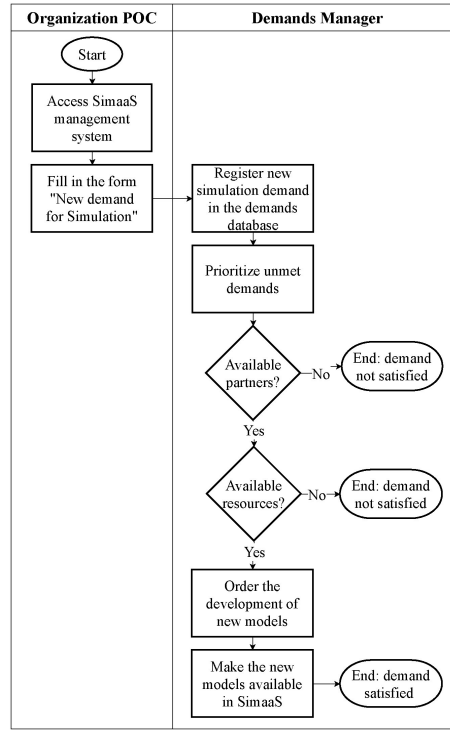 Organization POC
Demands Manager
Start
Access SimaaS
management
system
Fill in the form
"New demand
for Simulation"
Register new
simulation demand
in the demands
database
Prioritize unmet
demands
Available
partners?
No
End: demand
not satisfied
Yes
Available
resources?
No
End: demand
not satisfied
Yes
Order the
development of
new models
Make the new
models available
in SimaaS
End: demand
satisfied